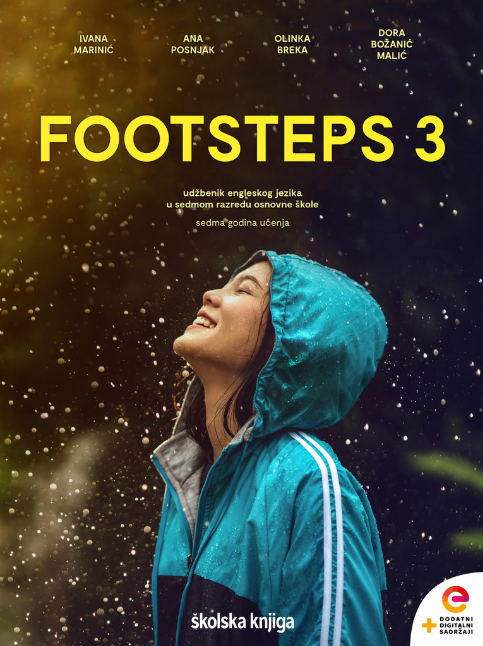 IVANA
MARINIĆ
ANA
POSNJAK
OLINKA
BREKA
DORA
BOŽANIĆ
MALIĆ
FOOTSTEPS 3
udžbenik engleskog jezika
u sedmom razredu osnovne škole
sedma godina učenja
školska knjiga
e
+ DODATNI
DIGITALNI
SADRŽAJI